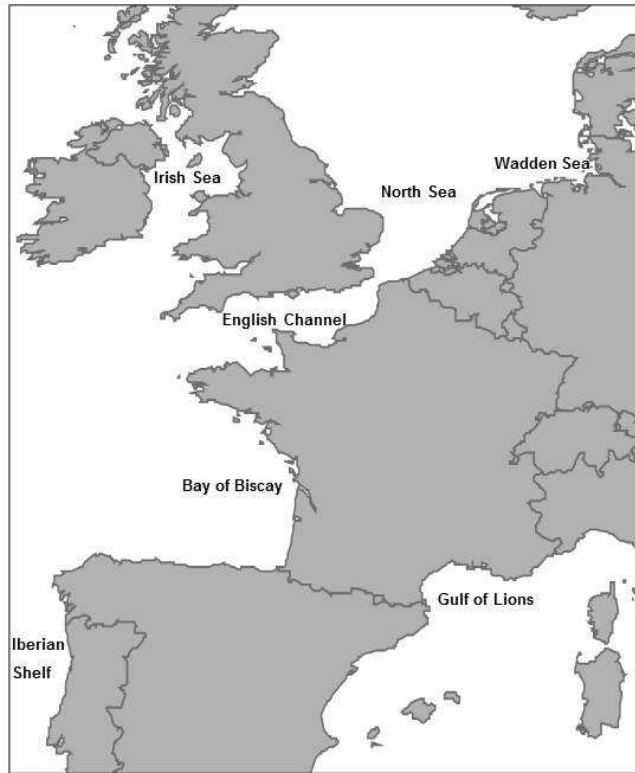 Wadden Sea
Irish Sea
North Sea
English Channel
Bay of Biscay
Gulf of Lions
Iberian
Shelf